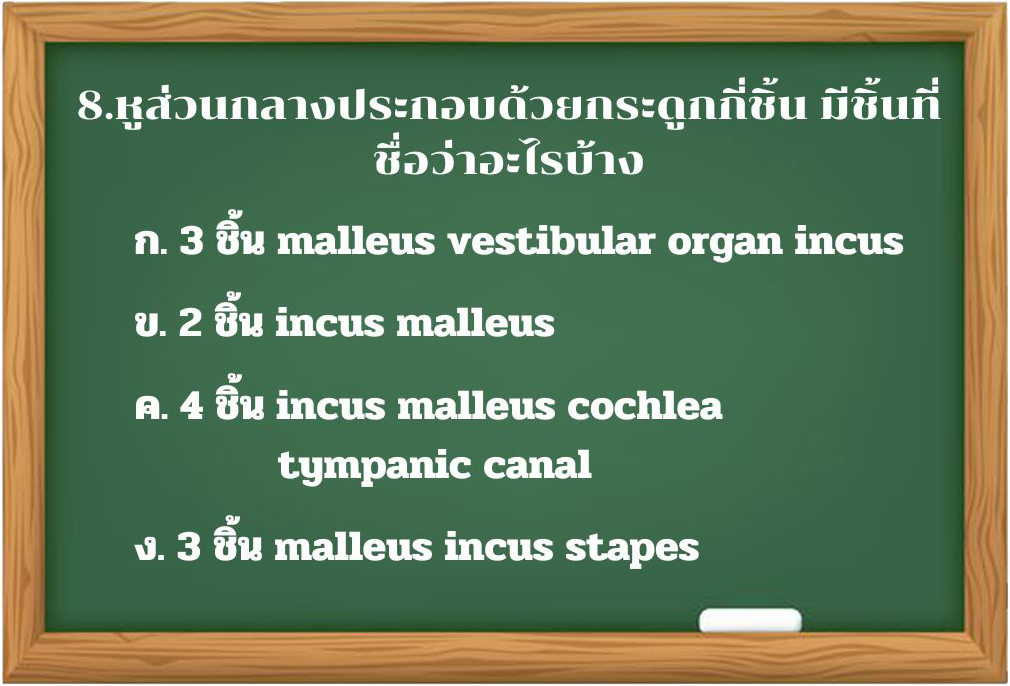 8.หูส่วนกลางประกอบด้วยกระดูกกี่ชิ้น มีชิ้นที่
ชื่อว่าอะไรบ้าง
ก. 3 ชิ้น malleus vestibular organ incus
ข. 2 ชิ้น incus malleus
ค. 4 ชิ้น incus malleus cochlea
tympanic canal
ง. 3 ชิ้น malleus incus stapes